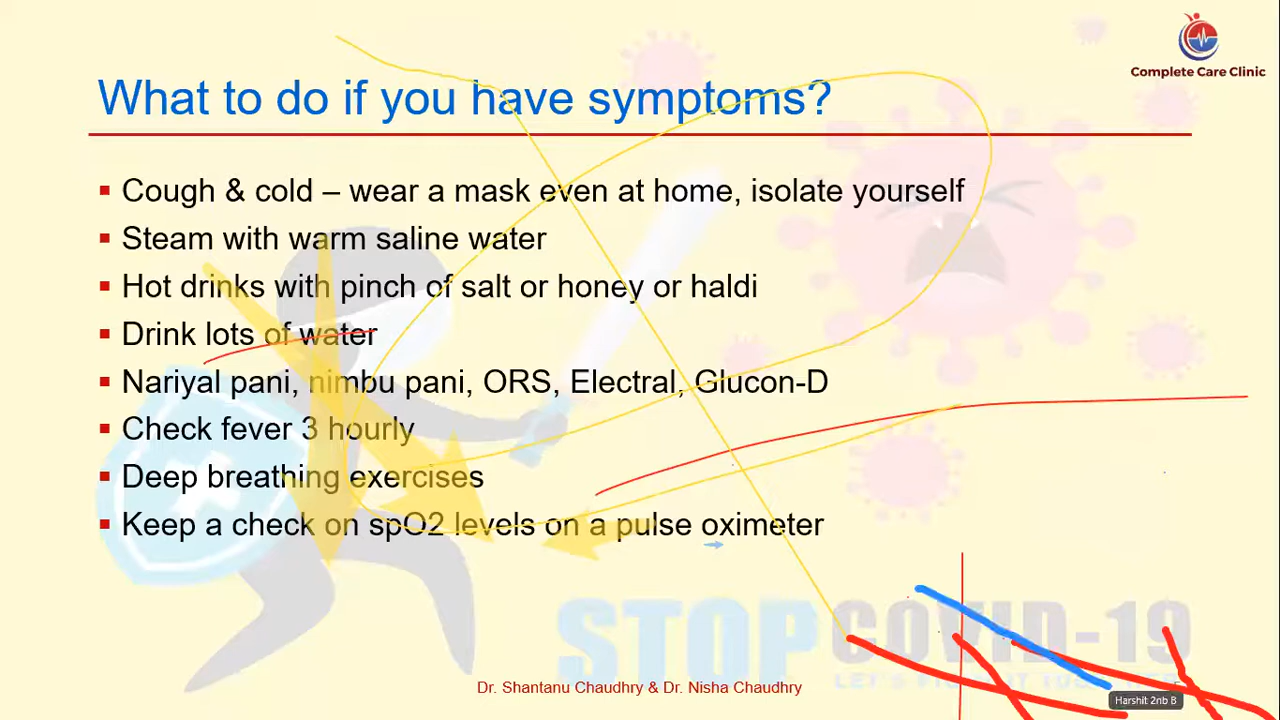 Complete Care Clinic
What to do if you have symptoms?
Cough & cold – wear a mask even at home, isolate yourself
Steam with warm saline water
Hot drinks with pinch of salt or honey or haldi
Drink lots of water
Nariyal pani, nimbu pani, ORS, Electral, Glucon-D
Check fever 3 hourly
Deep breathing exercises
Keep a check on spO2 levels on a pulse oximeter
STOP COVID-19
Dr. Shantanu Chaudhry & Dr. Nisha Chaudhry
Harshit 2nb B